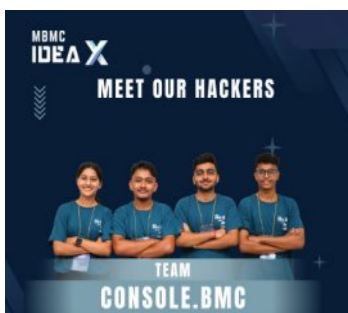 MBMC
IDEA X
MEET OUR HACKERS
TEAM
CONSOLE.BMC